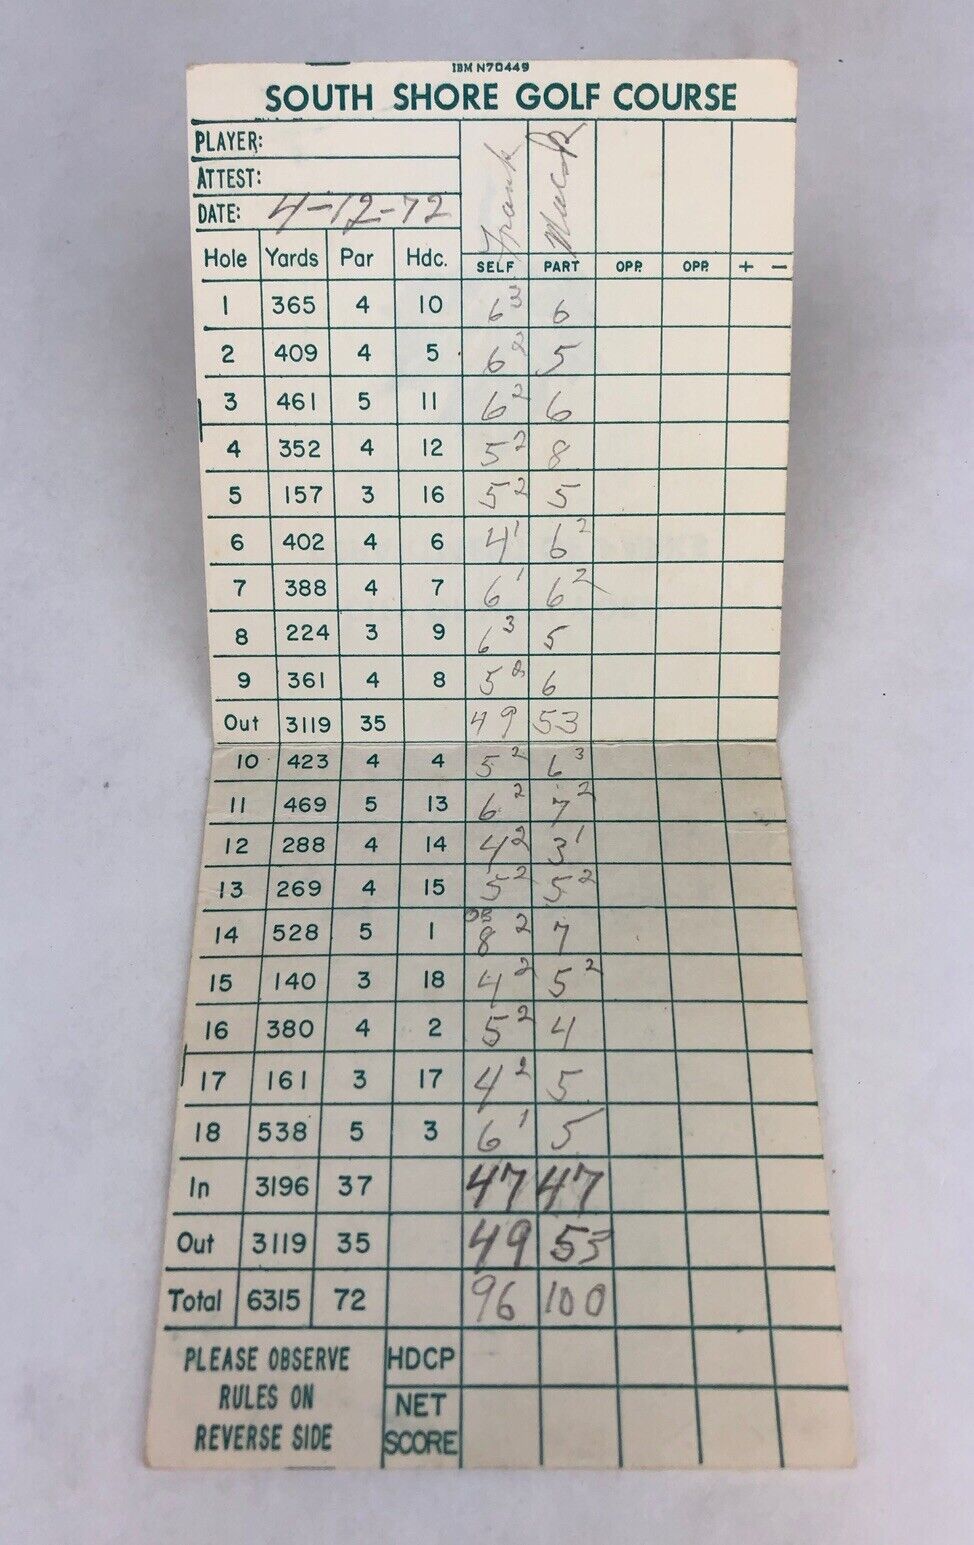 IBM N70449
SOUTH SHORE GOLF COURSE
PLAYER:
ATTEST:
DATE: 4-12-72
Frank
Hole Yards Par Hdc. SELF PART OPP. OPP. + -
1 365 4 10 6 3 6
2 409 4 5 6 2 5
3 461 5 11 6 2 6
4 352 4 12 5 2 8
5 157 3 16 5 2 5
6 402 4 6 4 1 6 2
7 388 4 7 6 1 6 2
8 224 3 9 6 3 5
9 361 4 8 5 2 6
Out 3119 35 49 53
10 423 4 4 5 2 6 3
11 469 5 13 6 2 7 2
12 288 4 14 4 2 3 1
13 269 4 15 5 2 5 2
14 528 5 1 OB 8 2 7
15 140 3 18 4 2 5 2
16 380 4 2 5 2 4
17 161 3 17 4 2 5
18 538 5 3 6 1 5
In 3196 37 47 47
Out 3119 35 49 53
Total 6315 72 96 100
PLEASE OBSERVE
RULES ON
REVERSE SIDE
HDCP
NET
SCORE